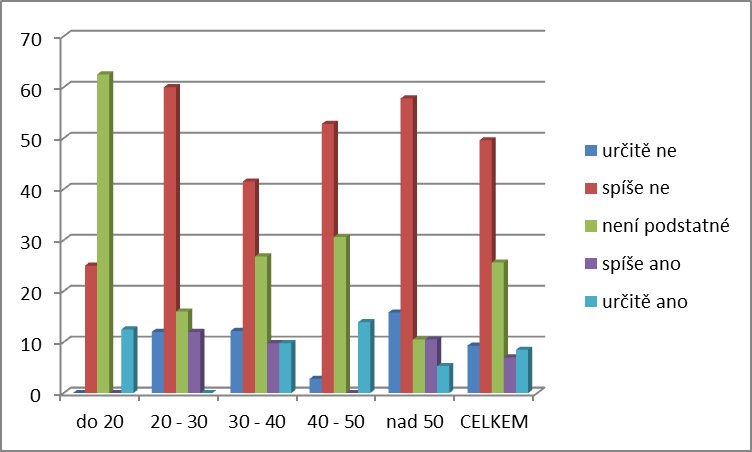 70
60
50
40
30
20
10
0
do 20
20 - 30
30 - 40
40 - 50
nad 50
CELKEM
určitě ne
spíše ne
není podstatné
spíše ano
určitě ano